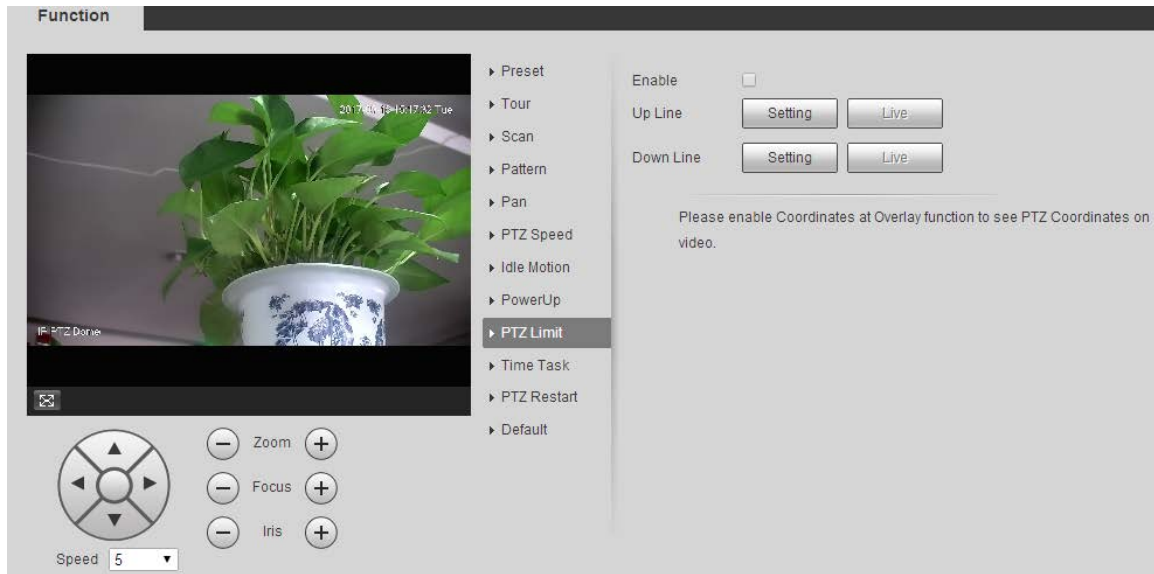 Function
Tue
IP PTZ Dome
Zoom
Focus
Iris
Speed 5
Preset
Tour
Scan
Pattern
Pan
PTZ Speed
Idle Motion
PowerUp
PTZ Limit
Time Task
PTZ Restart
Default
Enable
Up Line Setting Live
Down Line Setting Live
Please enable Coordinates at Overlay function to see PTZ Coordinates on
video.